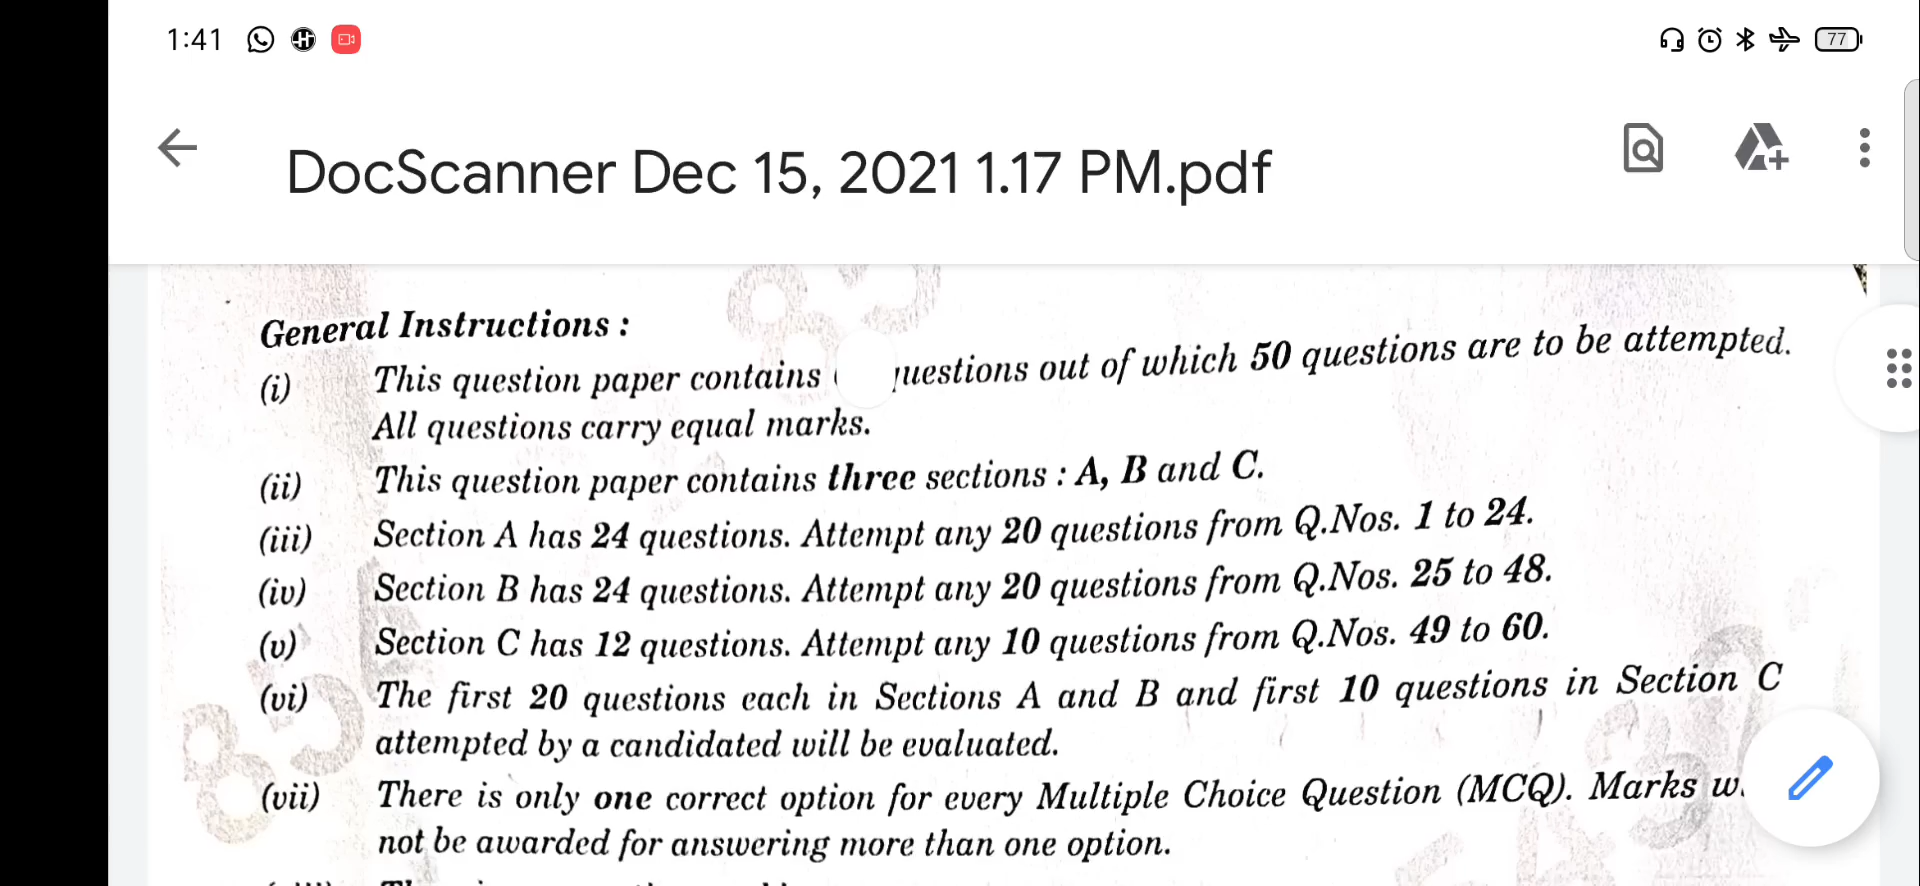 1:41
77
DocScanner Dec 15, 2021 1.17 PM.pdf
General Instructions :
(i) This question paper contains questions out of which 50 questions are to be attempted.
All questions carry equal marks.
(ii) This question paper contains three sections : A, B and C.
(iii) Section A has 24 questions. Attempt any 20 questions from Q.Nos. 1 to 24.
(iv) Section B has 24 questions. Attempt any 20 questions from Q.Nos. 25 to 48.
(v) Section C has 12 questions. Attempt any 10 questions from Q.Nos. 49 to 60.
(vi) The first 20 questions each in Sections A and B and first 10 questions in Section C
attempted by a candidated will be evaluated.
(vii) There is only one correct option for every Multiple Choice Question (MCQ). Marks
not be awarded for answering more than one option.